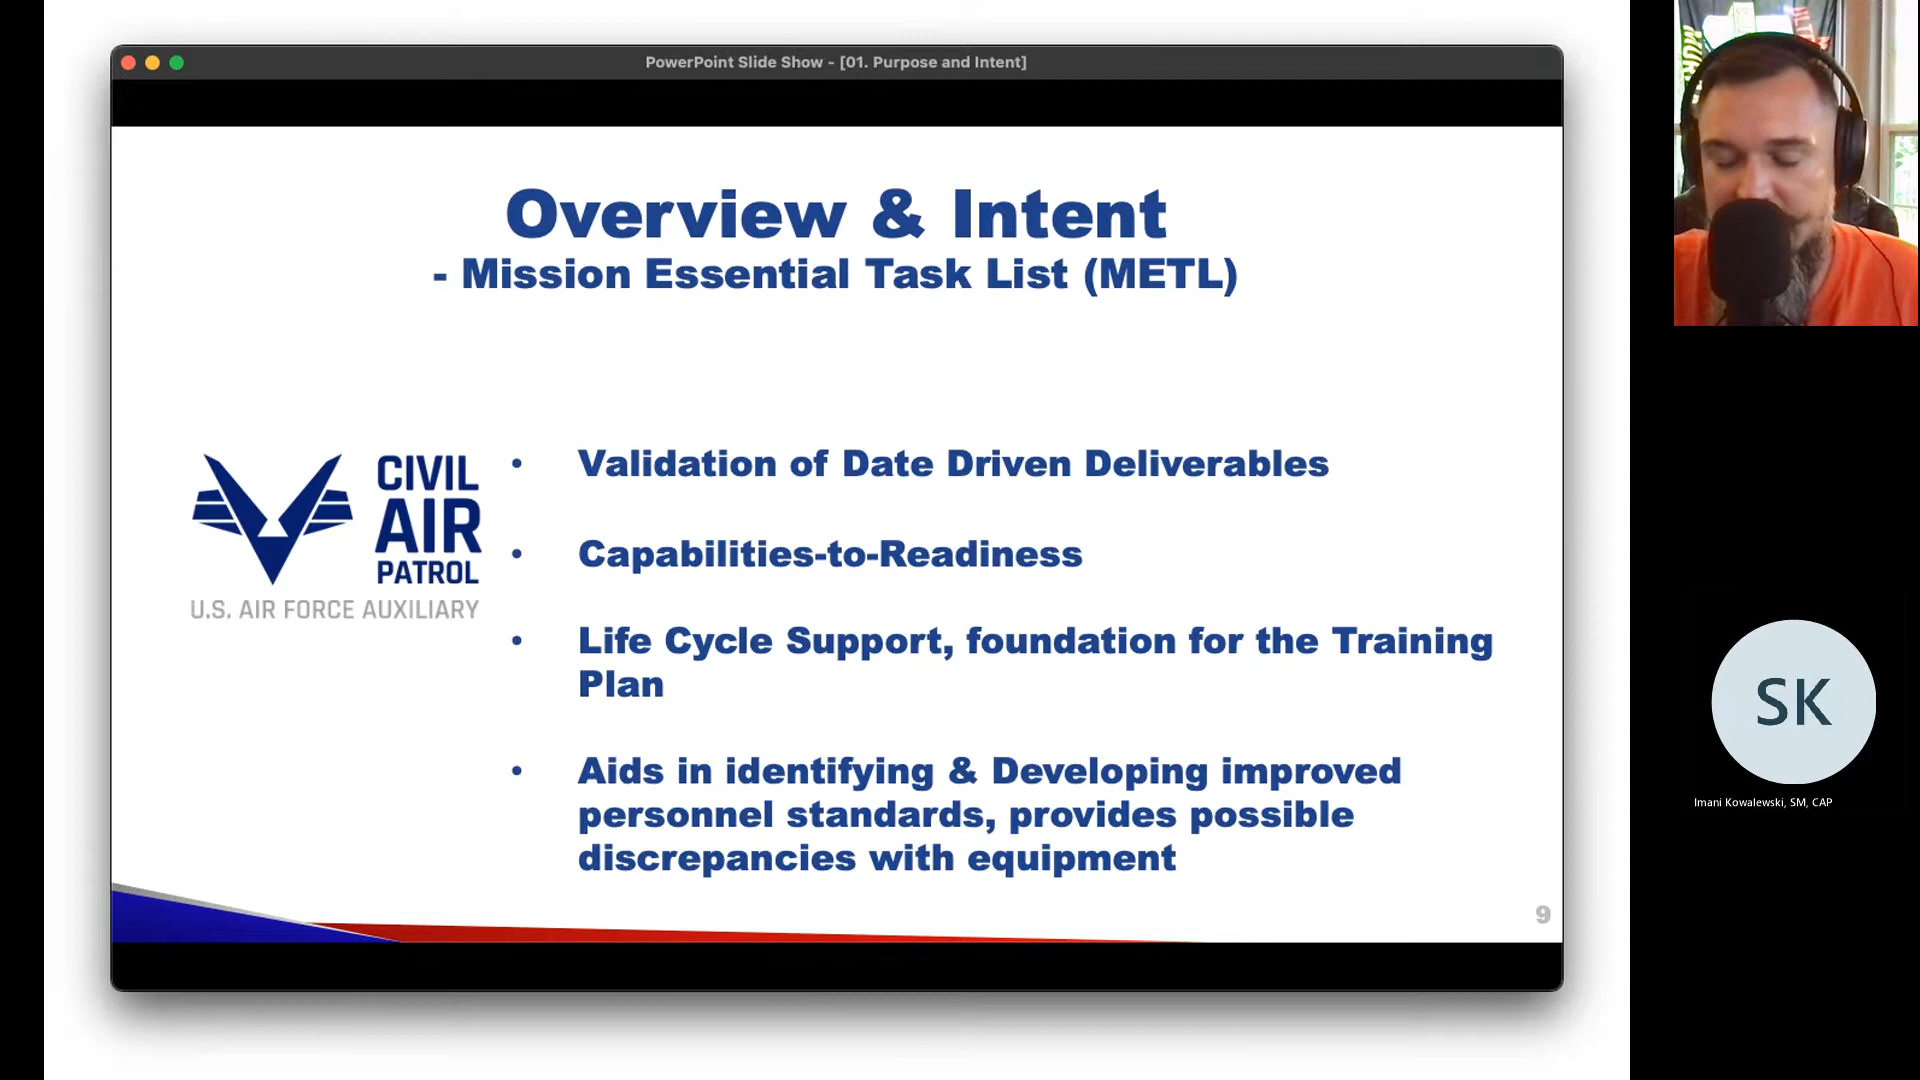 PowerPoint Slide Show - [01. Purpose and Intent]
Overview & Intent
- Mission Essential Task List (METL)
CIVIL
AIR
PATROL
U.S. AIR FORCE AUXILIARY
• Validation of Date Driven Deliverables
• Capabilities-to-Readiness
• Life Cycle Support, foundation for the Training
Plan
• Aids in identifying & Developing improved
personnel standards, provides possible
discrepancies with equipment
9
SK
Imani Kowalewski, SM, CAP